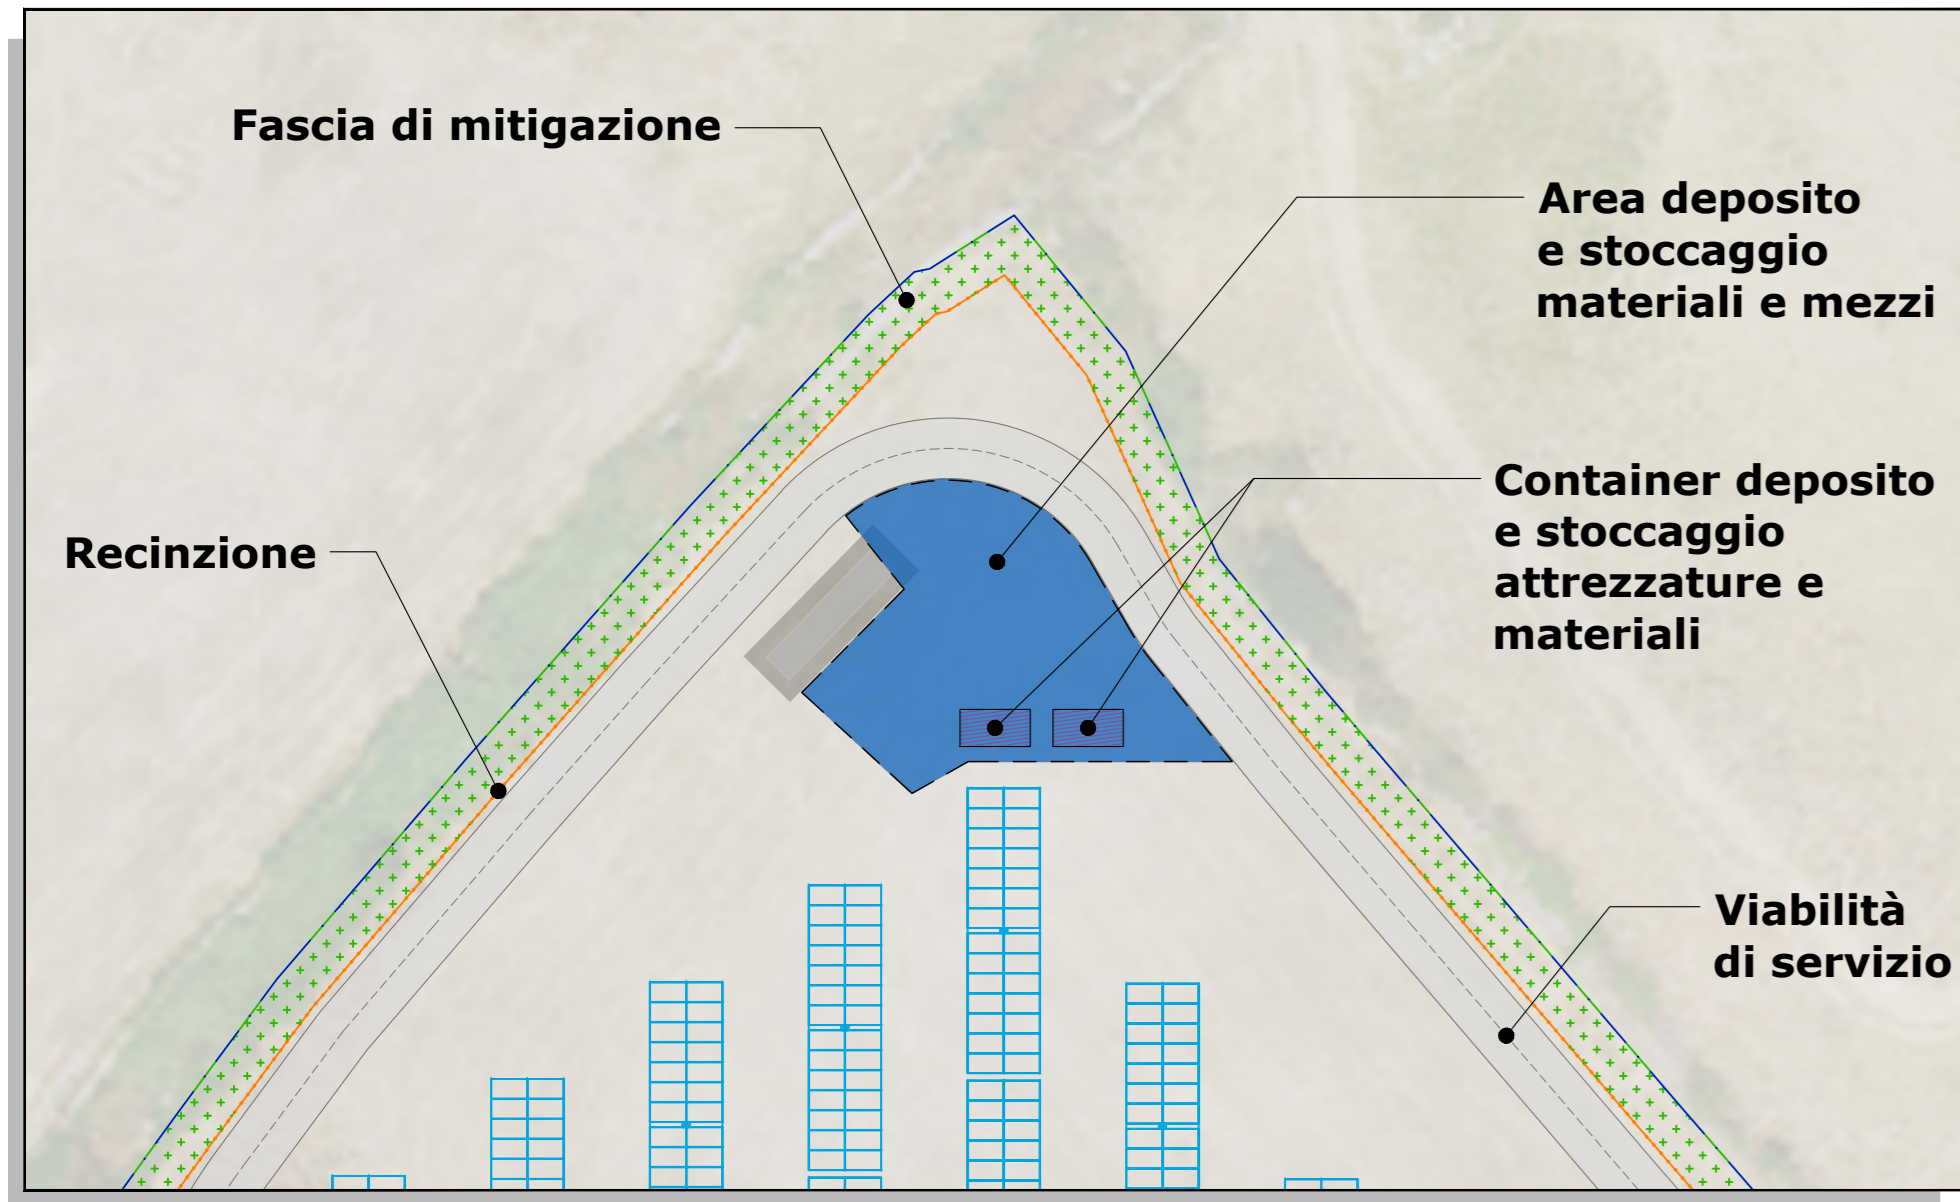 Fascia di mitigazione
Area deposito
e stoccaggio
materiali e mezzi
Container deposito
e stoccaggio
attrezzature e
materiali
Recinzione
Viabilità
di servizio